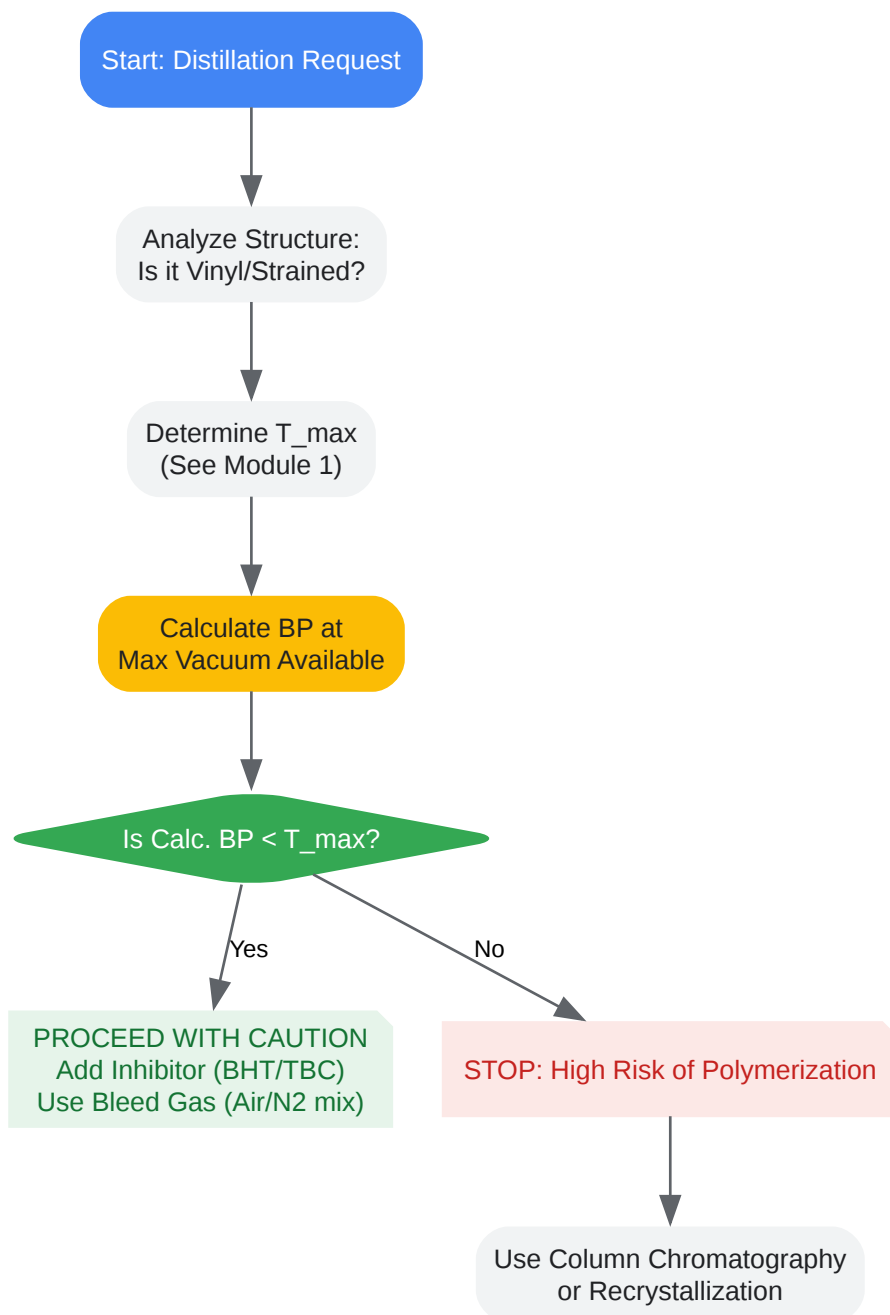 Start: Distillation Request
Analyze Structure:
Is it Vinyl/Strained?
Determine T_max
(See Module 1)
Calculate BP at
Max Vacuum Available
Is Calc. BP < T_max?
Yes
No
PROCEED WITH CAUTION
Add Inhibitor (BHT/TBC)
Use Bleed Gas (Air/N2 mix)
STOP: High Risk of Polymerization
Use Column Chromatography
or Recrystallization